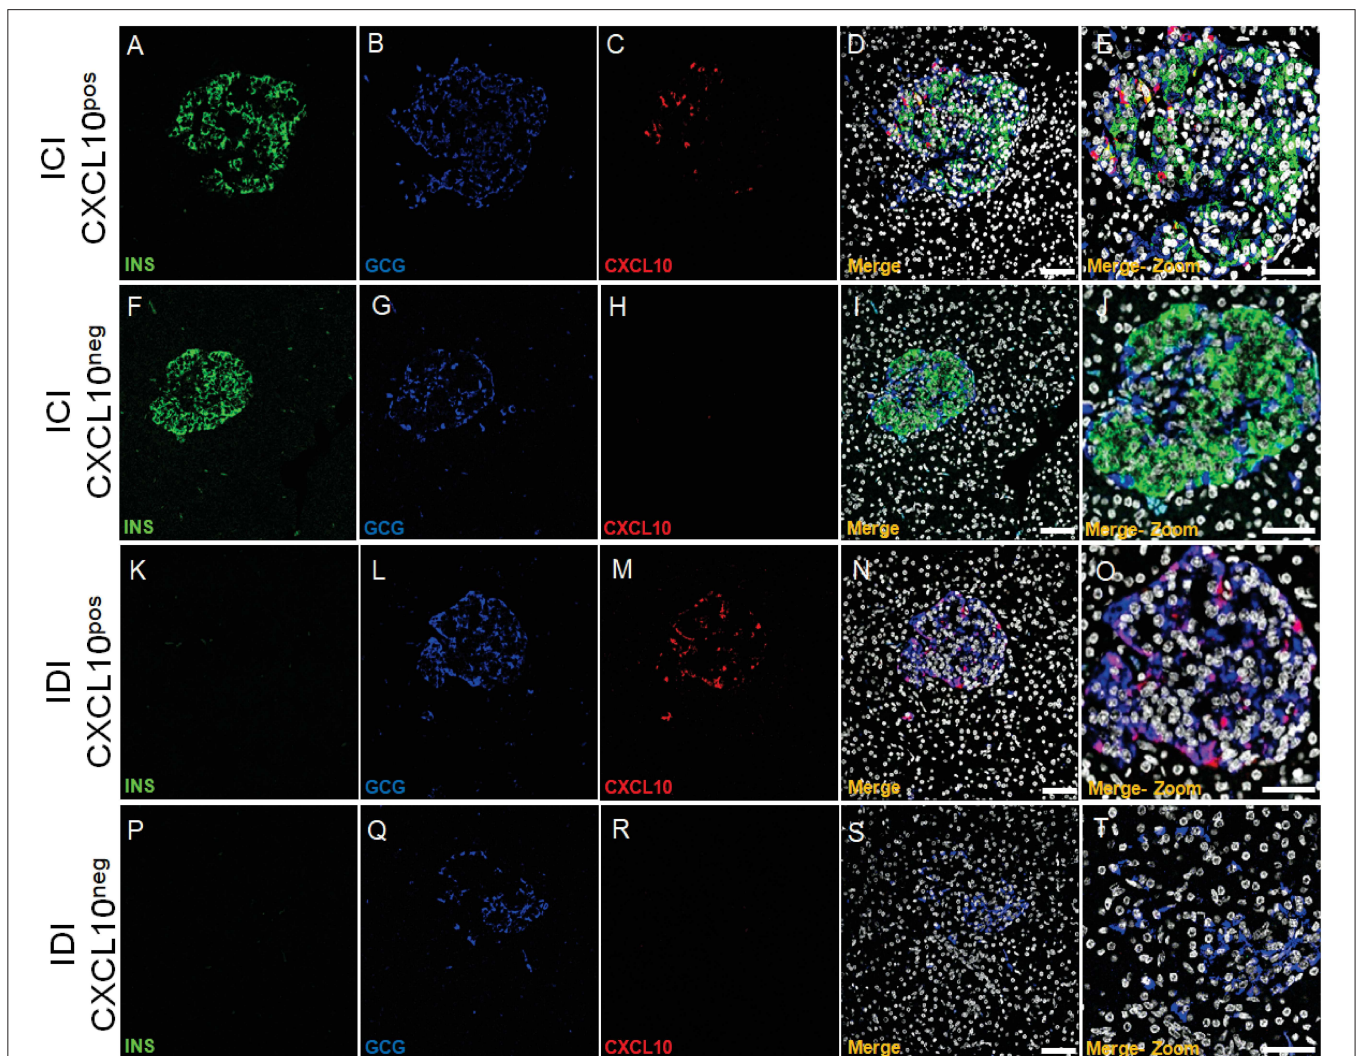 ICI
CXCL10pos
A
INS
B
GCG
C
CXCL10
D
Merge
E
Merge- Zoom
ICI
CXCL10neg
F
INS
G
GCG
H
CXCL10
I
Merge
J
Merge- Zoom
IDI
CXCL10pos
K
INS
L
GCG
M
CXCL10
N
Merge
O
Merge- Zoom
IDI
CXCL10neg
P
INS
Q
GCG
R
CXCL10
S
Merge
T
Merge- Zoom